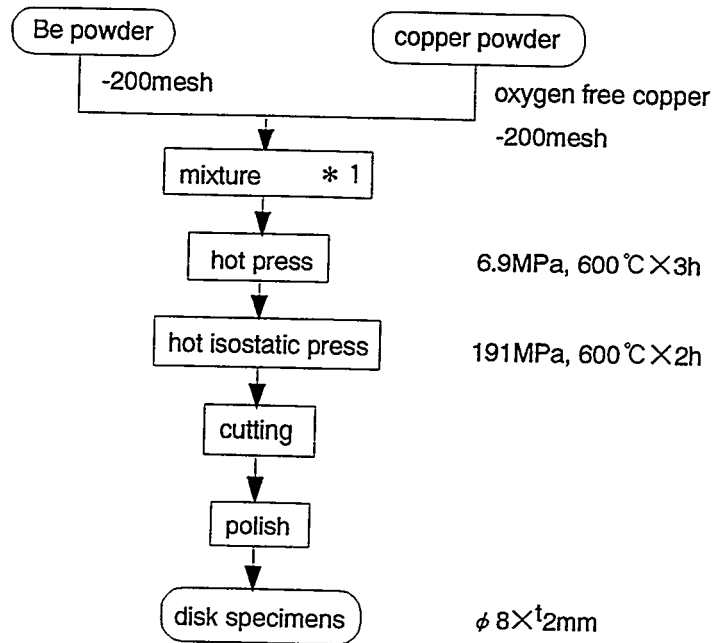 Be powder
copper powder
-200mesh
oxygen free copper
-200mesh
mixture * 1
hot press
6.9MPa, 600℃×3h
hot isostatic press
191MPa, 600℃×2h
cutting
polish
disk specimens
φ 8×ᵗ2mm